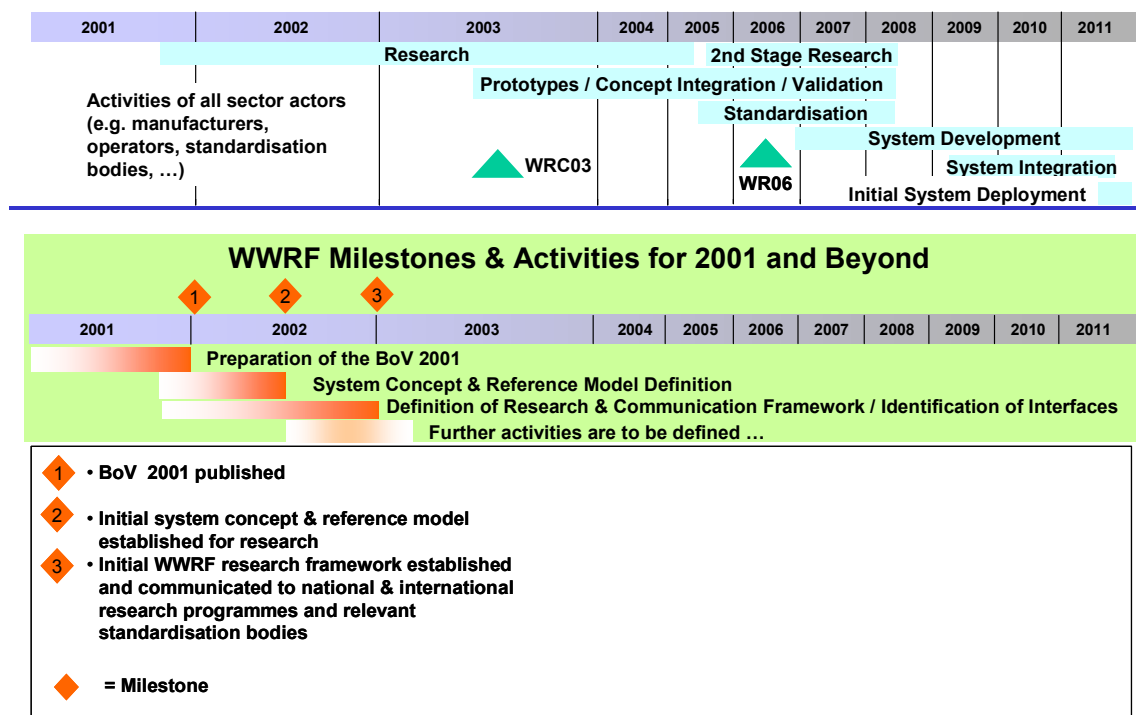 2001 2002 2003 2004 2005 2006 2007 2008 2009 2010 2011
Research
2nd Stage Research
Prototypes / Concept Integration / Validation
Activities of all sector actors
(e.g. manufacturers,
operators, standardisation
bodies, …)
Standardisation
System Development
WRC03
WR06
System Integration
Initial System Deployment
WWRF Milestones & Activities for 2001 and Beyond
1 2 3
2001 2002 2003 2004 2005 2006 2007 2008 2009 2010 2011
Preparation of the BoV 2001
System Concept & Reference Model Definition
Definition of Research & Communication Framework / Identification of Interfaces
Further activities are to be defined …
1 • BoV 2001 published
2 • Initial system concept & reference model
established for research
3 • Initial WWRF research framework established
and communicated to national & international
research programmes and relevant
standardisation bodies
= Milestone